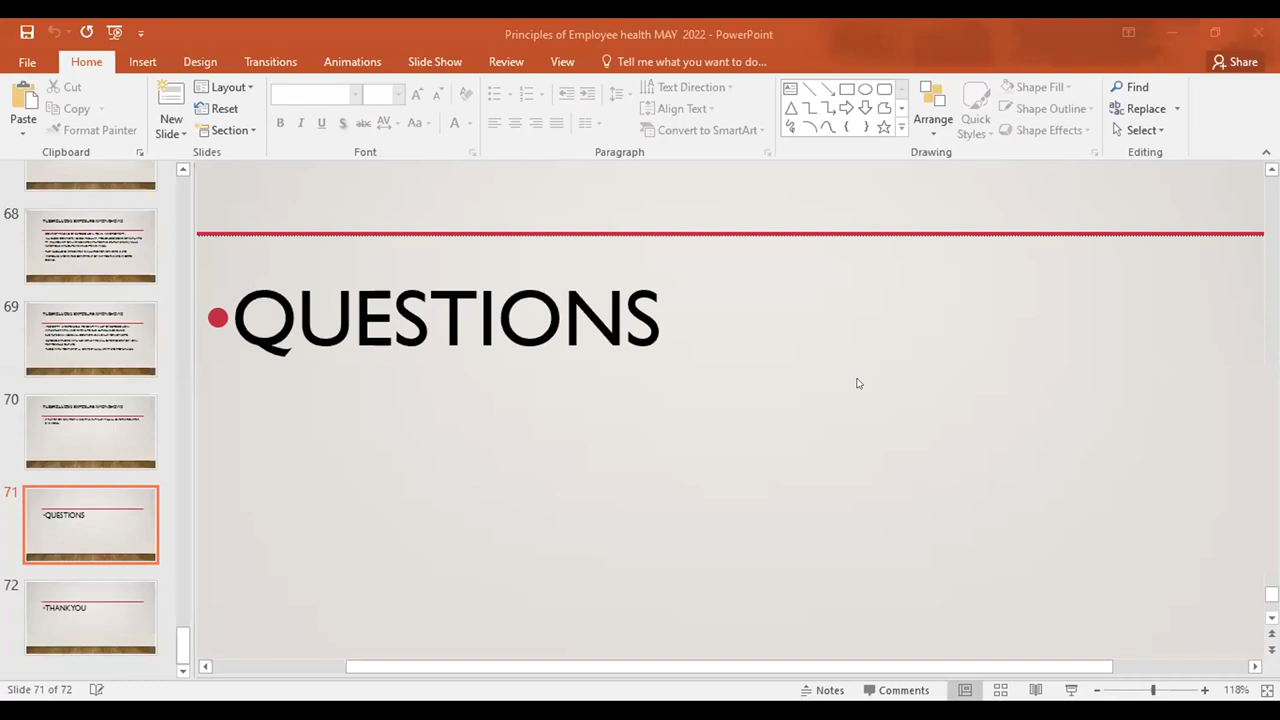 Principles of Employee health MAY 2022 - PowerPoint
File Home Insert Design Transitions Animations Slide Show Review View Tell me what you want to do... Share
Paste Cut Copy Format Painter
Clipboard
New Slide Layout Reset Section
Slides
B I U S abc AV Aa A
Font
Text Direction Align Text Convert to SmartArt
Paragraph
Arrange Quick Styles Shape Fill Shape Outline Shape Effects
Drawing
Find Replace Select
Editing
68
69
70
71
•QUESTIONS
72
•THANK YOU
•QUESTIONS
Slide 71 of 72
Notes Comments 118%